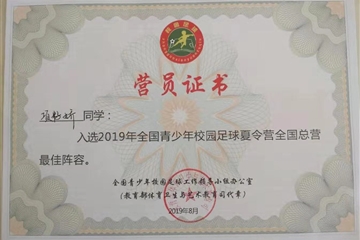 营员证书
同学：
入选2019年全国青少年校园足球夏令营全国总营
最佳阵容。
全国青少年校园足球工作领导小组办公室
（教育部体育卫生与艺术教育司代章）
2019年8月